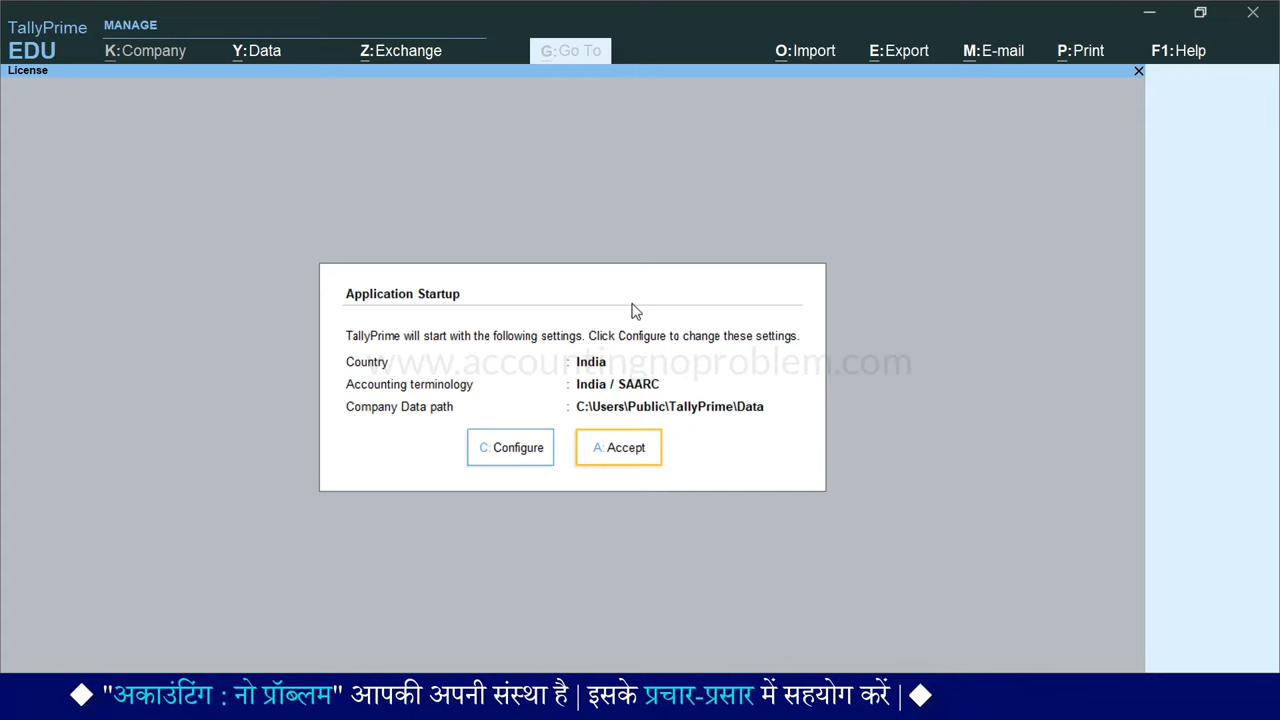 TallyPrime
EDU
MANAGE
K:Company Y:Data Z:Exchange G:Go To O:Import E:Export M:E-mail P:Print F1:Help
License
Application Startup
TallyPrime will start with the following settings. Click Configure to change these settings.
Country : India
Accounting terminology : India / SAARC
Company Data path : C:\Users\Public\TallyPrime\Data
www.accountingnoproblem.com
C: Configure A: Accept
◆ "अकाउंटिंग : नो प्रॉब्लम" आपकी अपनी संस्था है | इसके प्रचार-प्रसार में सहयोग करें | ◆